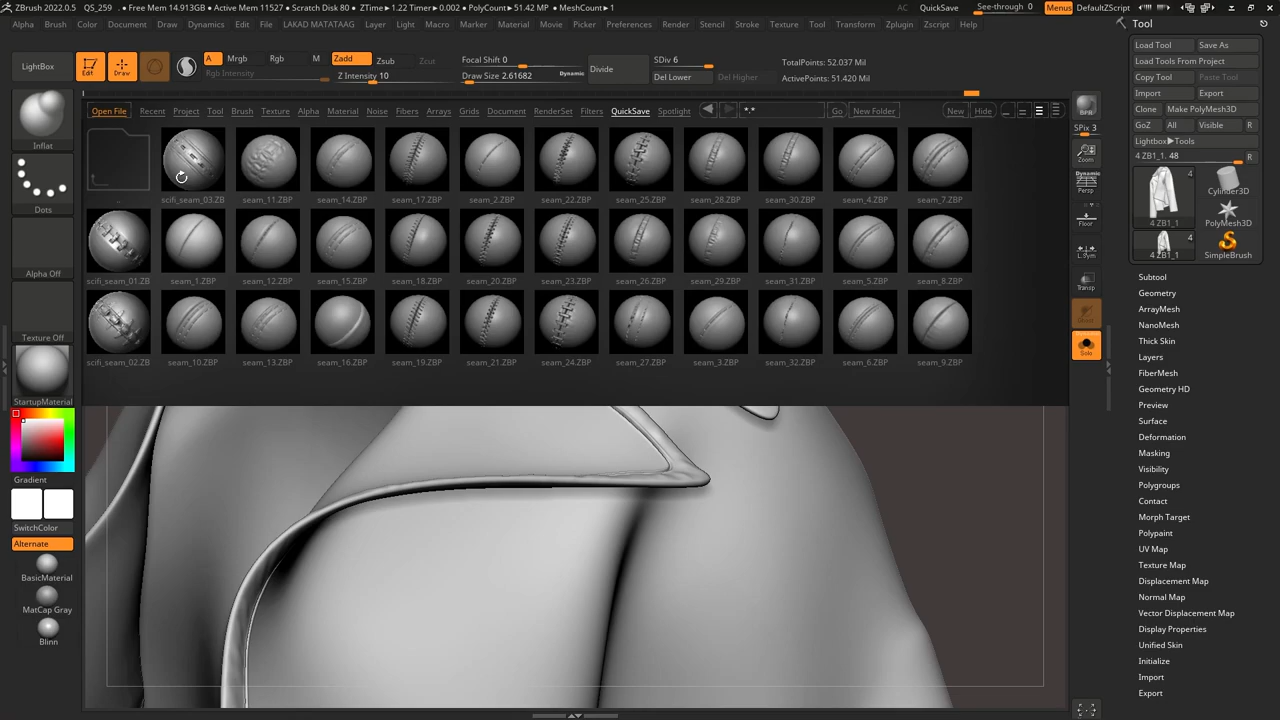 ZBrush 2022.0.5 QS_259 • Free Mem 14.913GB • Active Mem 11527 • Scratch Disk 80 • ZTime▸1.22 Timer▸0.002 • PolyCount▸51.42 MP • MeshCount▸1 AC QuickSave See-through 0 Menus DefaultZScript
Alpha Brush Color Document Draw Dynamics Edit File LAKAD MATATAAG Layer Light Macro Marker Material Movie Picker Preferences Render Stencil Stroke Texture Tool Transform Zplugin Zscript Help
LightBox
Edit
Draw
A
Mrgb
Rgb
M
Rgb Intensity
Zadd
Zsub
Zcut
Z Intensity 10
Focal Shift 0
Draw Size 2.61682
Dynamic
Divide
SDiv 6
Del Lower
Del Higher
TotalPoints: 52.037 Mil
ActivePoints: 51.420 Mil
Open File Recent Project Tool Brush Texture Alpha Material Noise Fibers Arrays Grids Document RenderSet Filters QuickSave Spotlight *.* Go New Folder New Hide
..
scifi_seam_03.ZB
seam_11.ZBP
seam_14.ZBP
seam_17.ZBP
seam_2.ZBP
seam_22.ZBP
seam_25.ZBP
seam_28.ZBP
seam_30.ZBP
seam_4.ZBP
seam_7.ZBP
scifi_seam_01.ZB
seam_1.ZBP
seam_12.ZBP
seam_15.ZBP
seam_18.ZBP
seam_20.ZBP
seam_23.ZBP
seam_26.ZBP
seam_29.ZBP
seam_31.ZBP
seam_5.ZBP
seam_8.ZBP
scifi_seam_02.ZB
seam_10.ZBP
seam_13.ZBP
seam_16.ZBP
seam_19.ZBP
seam_21.ZBP
seam_24.ZBP
seam_27.ZBP
seam_3.ZBP
seam_32.ZBP
seam_6.ZBP
seam_9.ZBP
Inflat
Dots
Alpha Off
Texture Off
StartupMaterial
Gradient
SwitchColor
Alternate
BasicMaterial
MatCap Gray
Blinn
BPR
SPix 3
Zoom
Dynamic
Persp
Floor
L.Sym
Transp
Ghost
Solo
Tool
Load Tool
Save As
Load Tools From Project
Copy Tool
Paste Tool
Import
Export
Clone
Make PolyMesh3D
GoZ
All
Visible
R
Lightbox▸Tools
4 ZB1_1. 48
R
4
4 ZB1_1
Cylinder3D
PolyMesh3D
4
4 ZB1_1
SimpleBrush
Subtool
Geometry
ArrayMesh
NanoMesh
Thick Skin
Layers
FiberMesh
Geometry HD
Preview
Surface
Deformation
Masking
Visibility
Polygroups
Contact
Morph Target
Polypaint
UV Map
Texture Map
Displacement Map
Normal Map
Vector Displacement Map
Display Properties
Unified Skin
Initialize
Import
Export